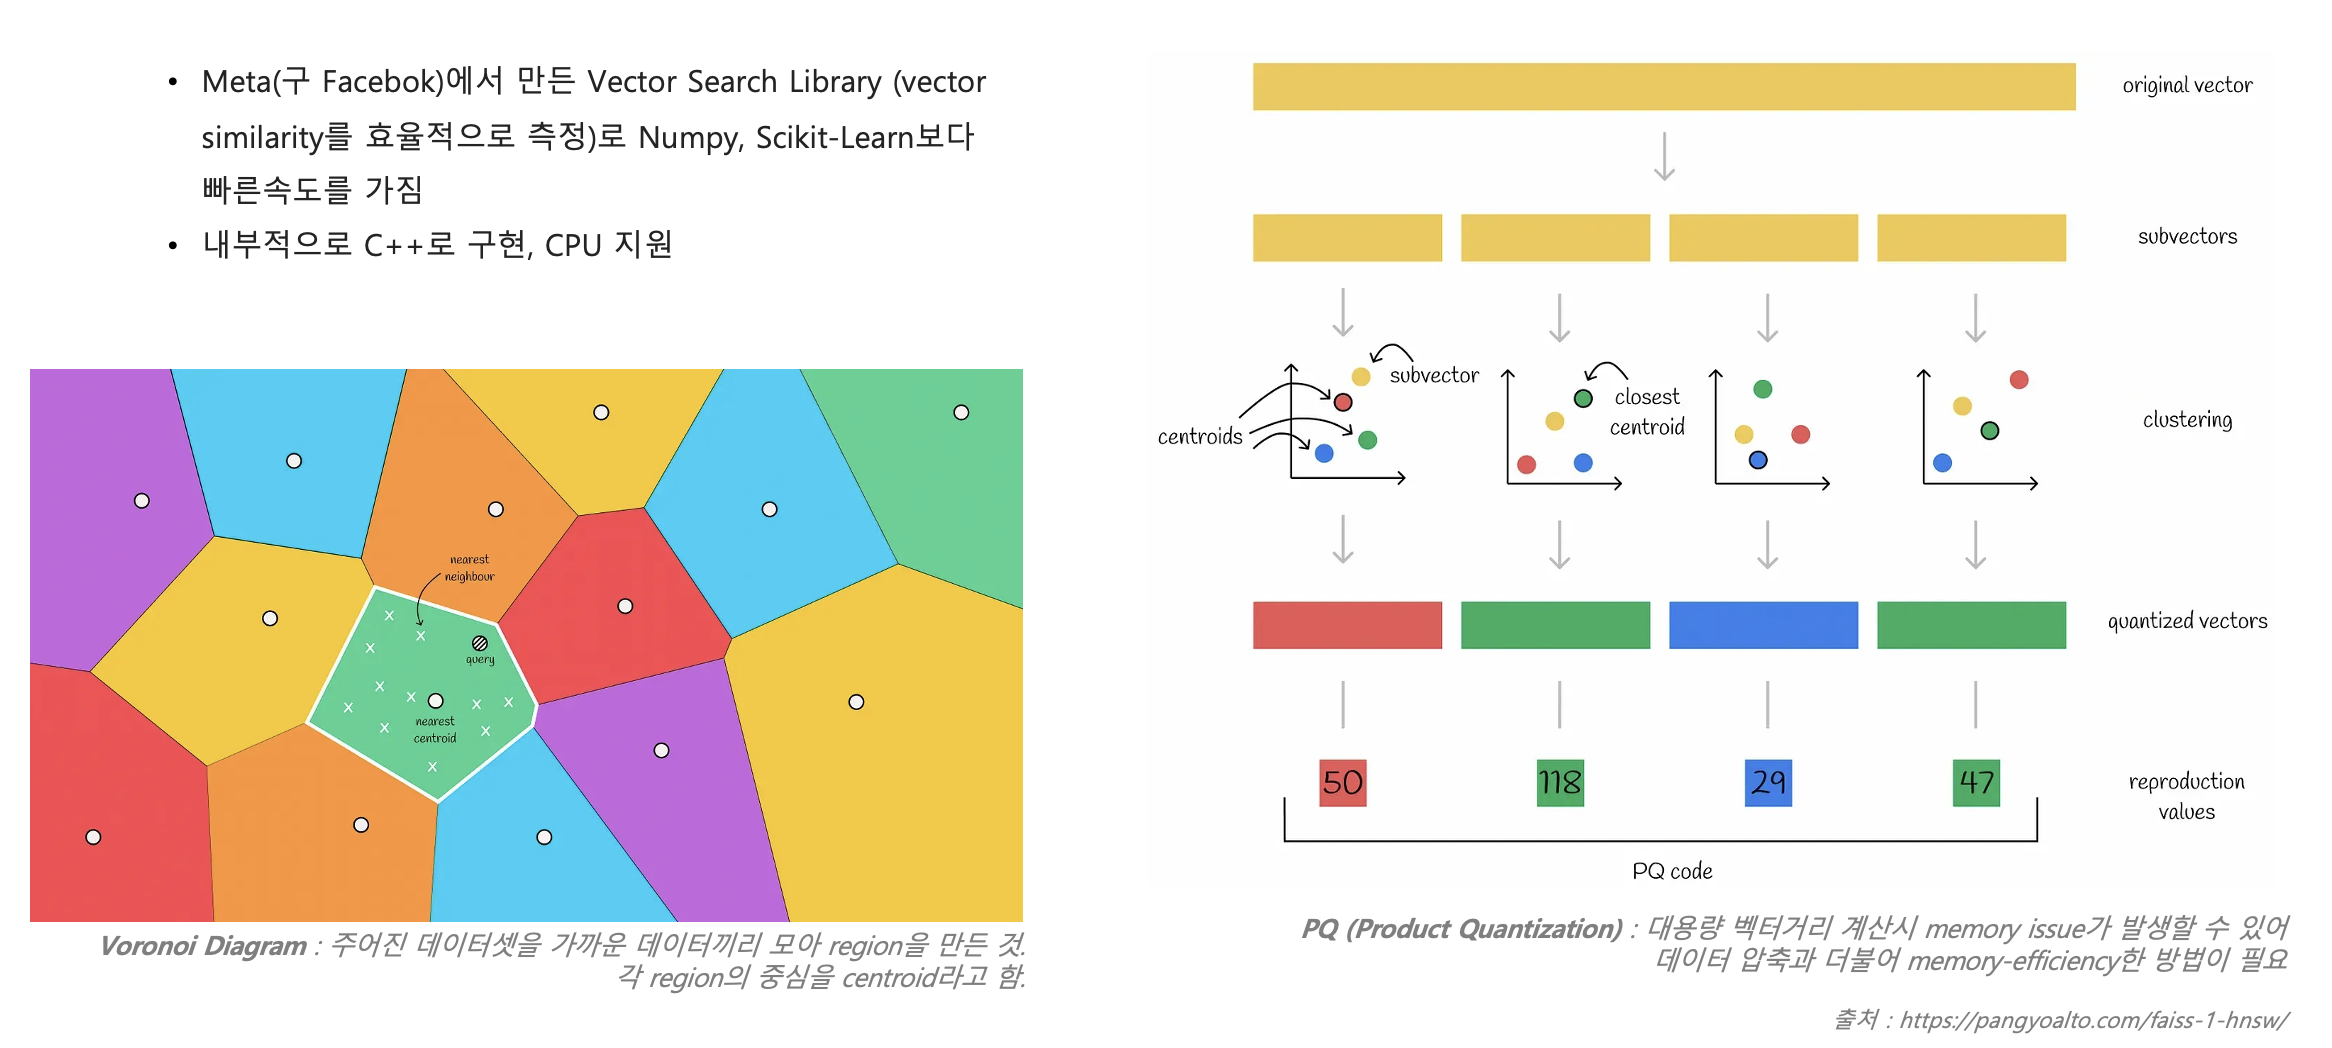 • Meta(구 Facebok)에서 만든 Vector Search Library (vector
similarity를 효율적으로 측정)로 Numpy, Scikit-Learn보다
빠른속도를 가짐
• 내부적으로 C++로 구현, CPU 지원
nearest
neighbour
query
nearest
centroid
Voronoi Diagram : 주어진 데이터셋을 가까운 데이터끼리 모아 region을 만든 것.
각 region의 중심을 centroid라고 함.
original vector
subvectors
subvector
centroids
closest
centroid
clustering
quantized vectors
50 118 29 47
reproduction
values
PQ code
PQ (Product Quantization) : 대용량 벡터거리 계산시 memory issue가 발생할 수 있어
데이터 압축과 더불어 memory-efficiency한 방법이 필요
출처 : https://pangyoalto.com/faiss-1-hnsw/